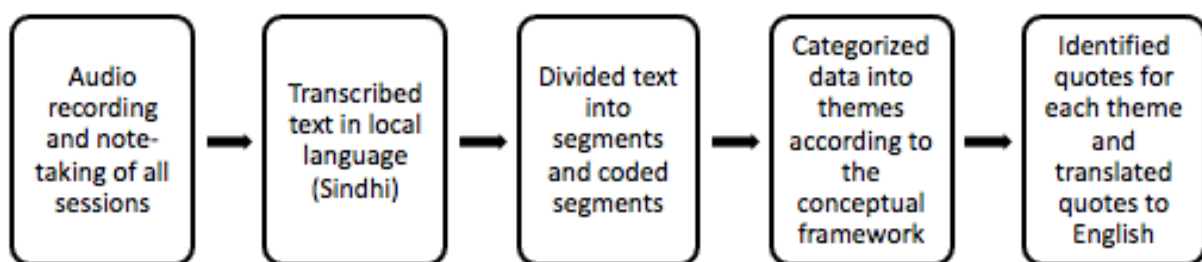 Audio
recording
and note-
taking of all
sessions
Transcribed
text in local
language
(Sindhi)
Divided text
into
segments
and coded
segments
Categorized
data into
themes
according to
the
conceptual
framework
Identified
quotes for
each theme
and
translated
quotes to
English